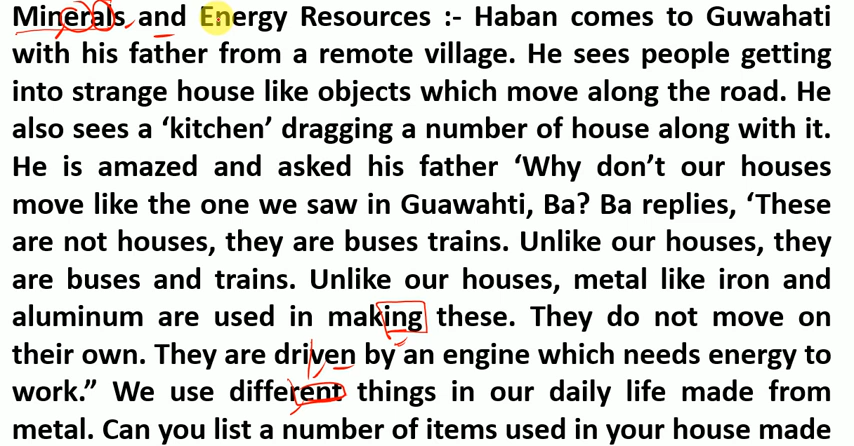 Minerals, and Energy Resources :- Haban comes to Guwahati
with his father from a remote village. He sees people getting
into strange house like objects which move along the road. He
also sees a ‘kitchen’ dragging a number of house along with it.
He is amazed and asked his father ‘Why don’t our houses
move like the one we saw in Guawahti, Ba? Ba replies, ‘These
are not houses, they are buses trains. Unlike our houses, they
are buses and trains. Unlike our houses, metal like iron and
aluminum are used in making these. They do not move on
their own. They are driven by an engine which needs energy to
work.” We use different things in our daily life made from
metal. Can you list a number of items used in your house made